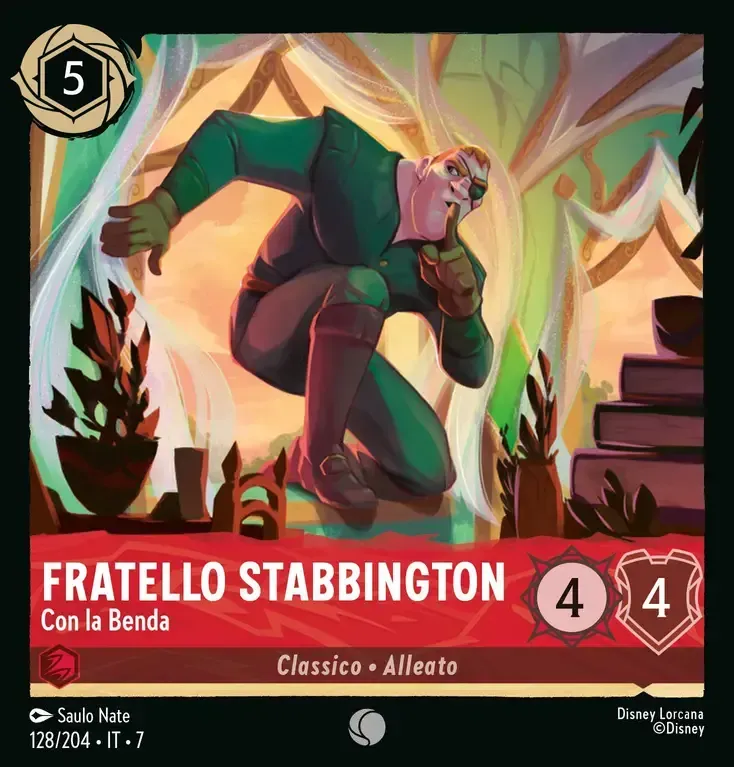 5
FRATELLO STABBINGTON
Con la Benda
4
4
Classico • Alleato
Saulo Nate
128/204 • IT • 7
Disney Lorcana
©Disney